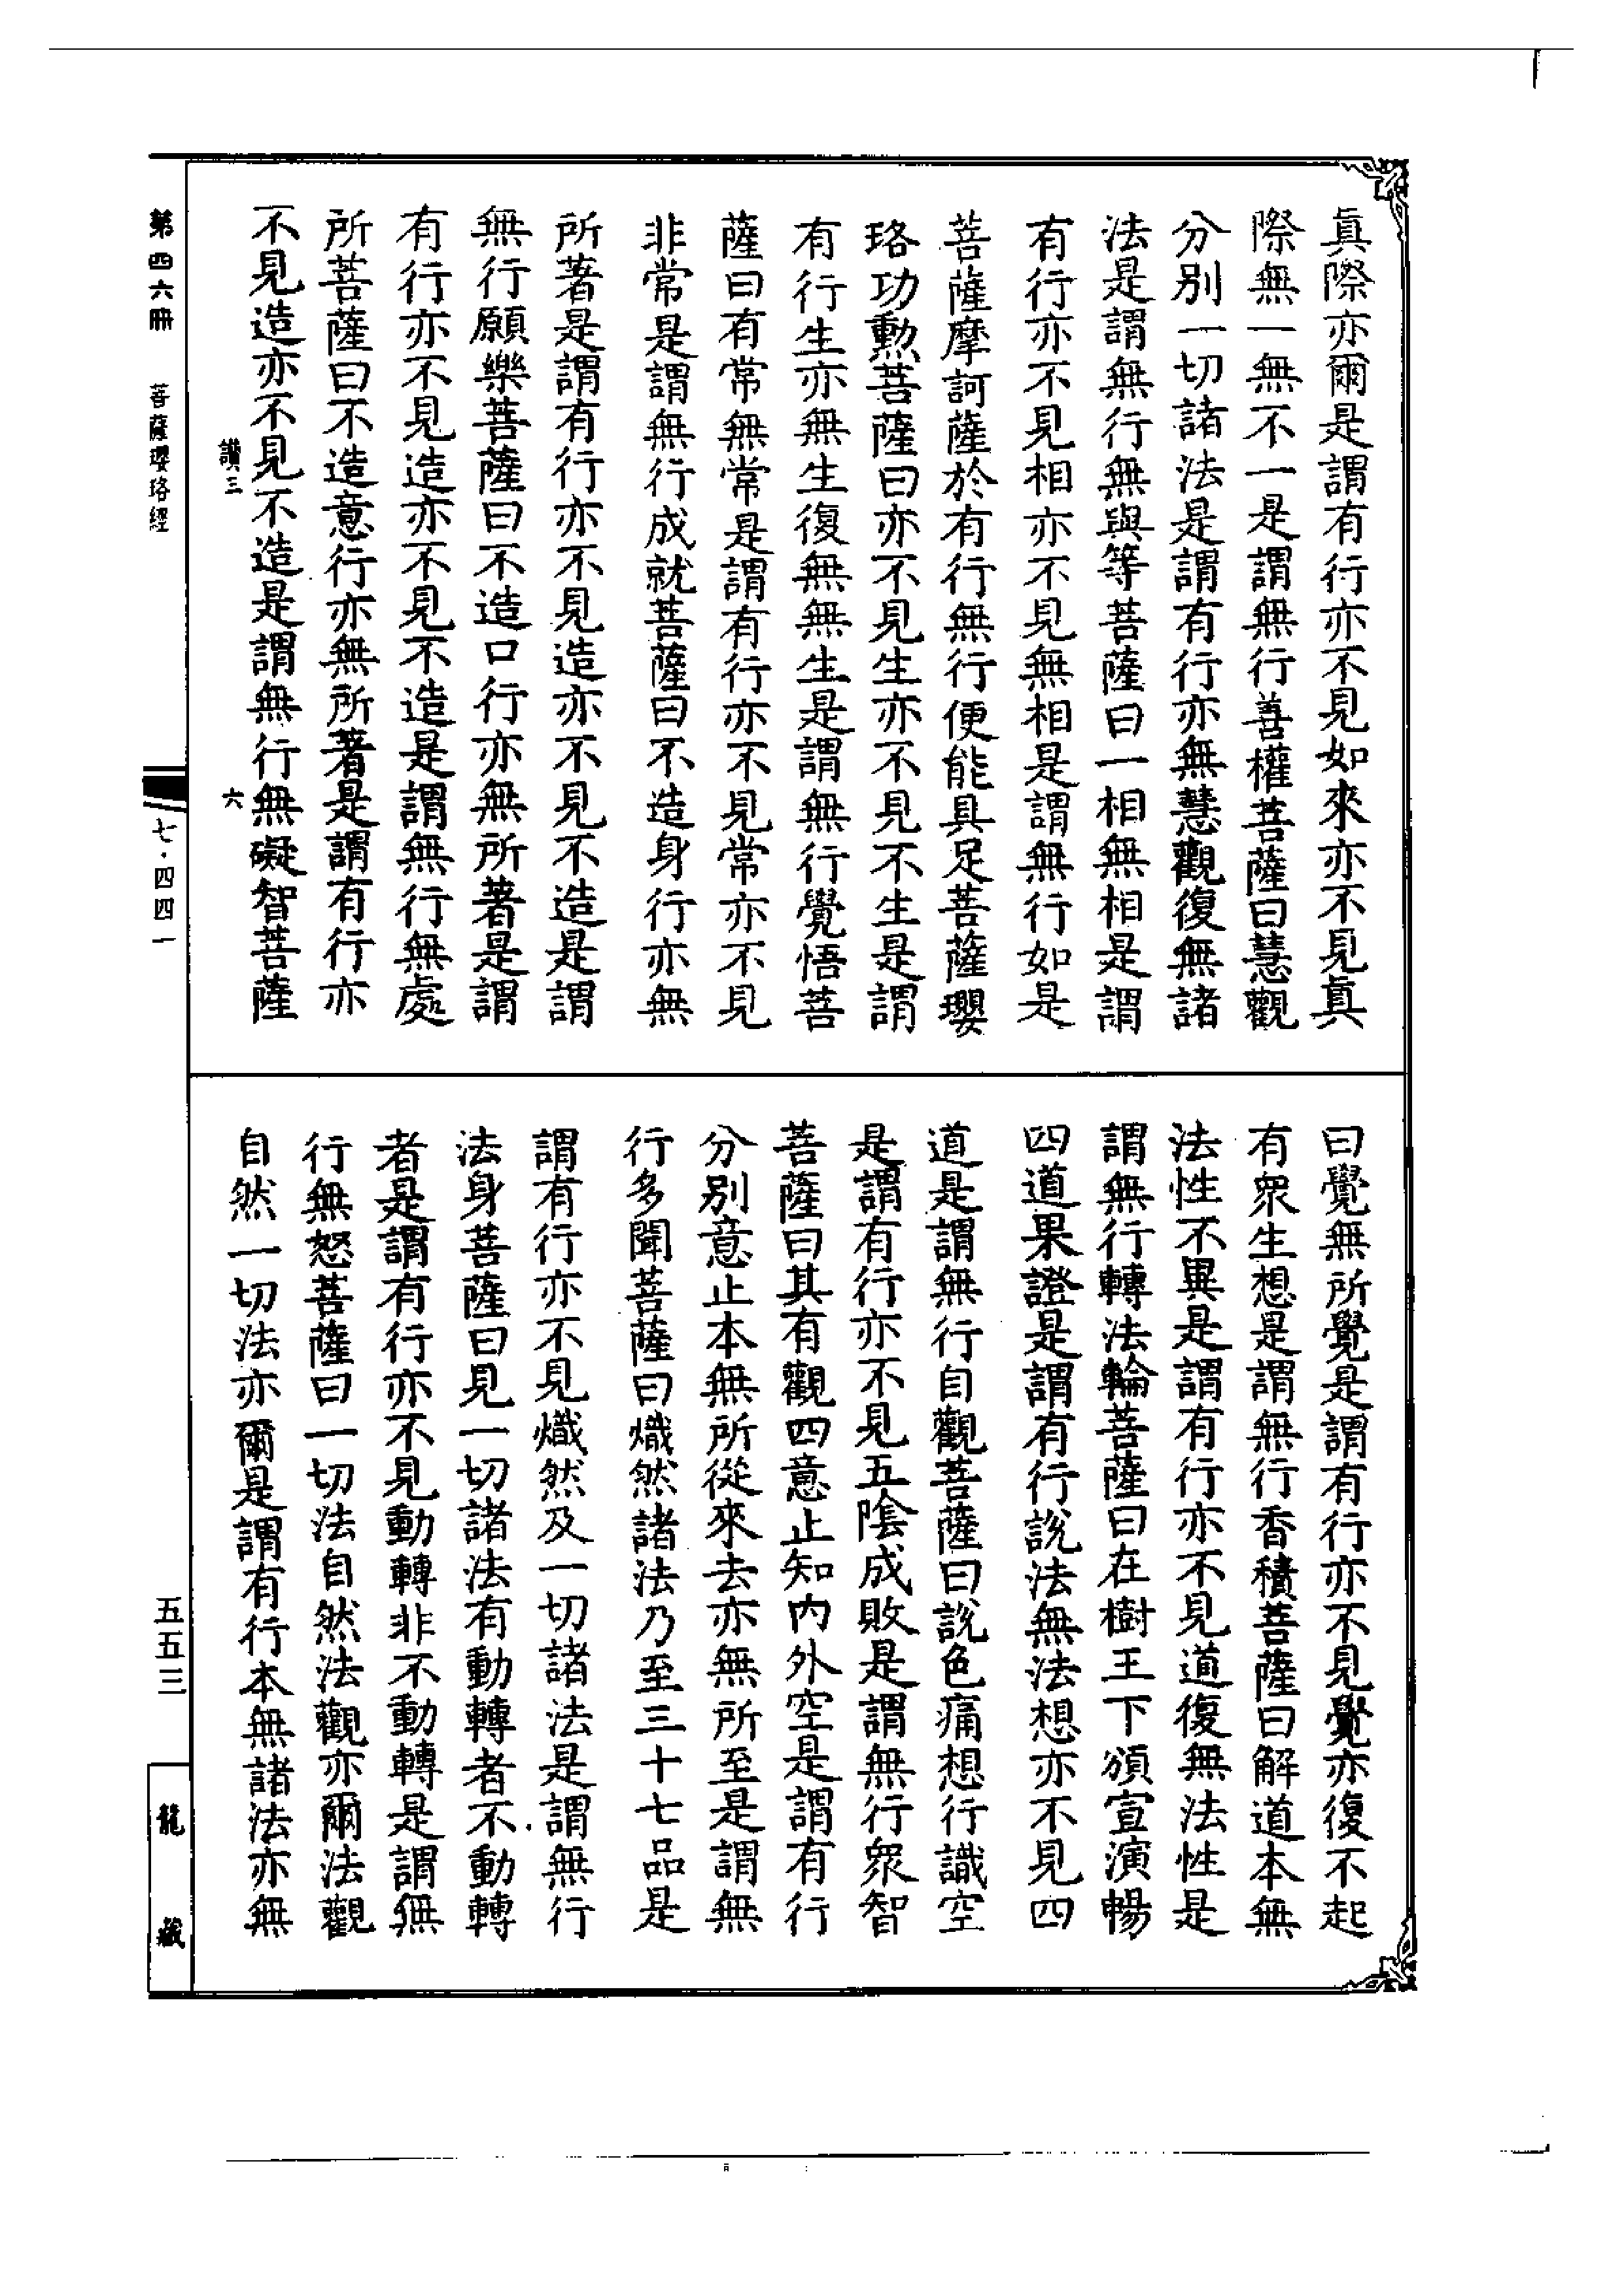 真際亦爾是謂有行亦不見如來亦不見真
際無一無不一是謂無行善權菩薩曰慧觀
分別一切諸法是謂有行亦無慧觀復無諸
法是謂無行無與等菩薩曰一相無相是謂
有行亦不見相亦不見無相是謂無行如是
菩薩摩訶薩於有行無行便能具足菩薩瓔
珞功勲菩薩曰亦不見生亦不見不生是謂
有行生亦無生復無無生是謂無行覺悟菩
薩曰有常無常是謂有行亦不見常亦不見
非常是謂無行成就菩薩曰不造身行亦無
所著是謂有行亦不見造亦不見不造是謂
無行願樂菩薩曰不造口行亦無所著是謂
有行亦不見造亦不見不造是謂無行無處
所菩薩曰不造意行亦無所著是謂有行亦
不見造亦不見不造是謂無行無礙智菩薩
讚三 六
曰覺無所覺是謂有行亦不見覺亦復不起
有眾生想是謂無行香積菩薩曰解道本無
法性不異是謂有行亦不見道復無法性是
謂無行轉法輪菩薩曰在樹王下頒宣演暢
四道果證是謂有行說法無法想亦不見四
道是謂無行自觀菩薩曰說色痛想行識空
是謂有行亦不見五陰成敗是謂無行眾智
菩薩曰其有觀四意止知内外空是謂有行
分別意止本無所從來去亦無所至是謂無
行多聞菩薩曰熾然諸法乃至三十七品是
謂有行亦不見熾然及一切諸法是謂無行
法身菩薩曰見一切諸法有動轉者不動轉
者是謂有行亦不見動轉非不動轉是謂無
行無怒菩薩曰一切法自然法觀亦爾法觀
自然一切法亦爾是謂有行本無諸法亦無
第四六冊 菩薩瓔珞經
七·四四一
五五三
龍藏